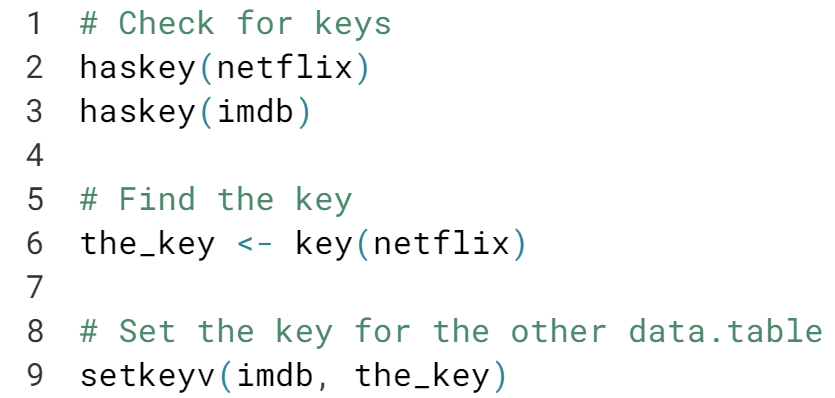 1 # Check for keys
2 haskey(netflix)
3 haskey(imdb)
4
5 # Find the key
6 the_key <- key(netflix)
7
8 # Set the key for the other data.table
9 setkeyv(imdb, the_key)